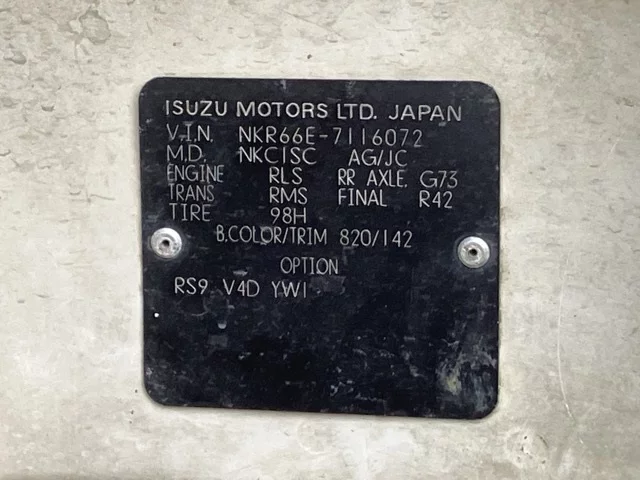 ISUZU MOTORS LTD. JAPAN
V.I.N. NKR66E-7116072
M.D. NKC1SC AG/JC
ENGINE RLS RR AXLE. G73
TRANS RMS FINAL R42
TIRE 98H
B.COLOR/TRIM 820/142
OPTION
RS9 V4D YW1